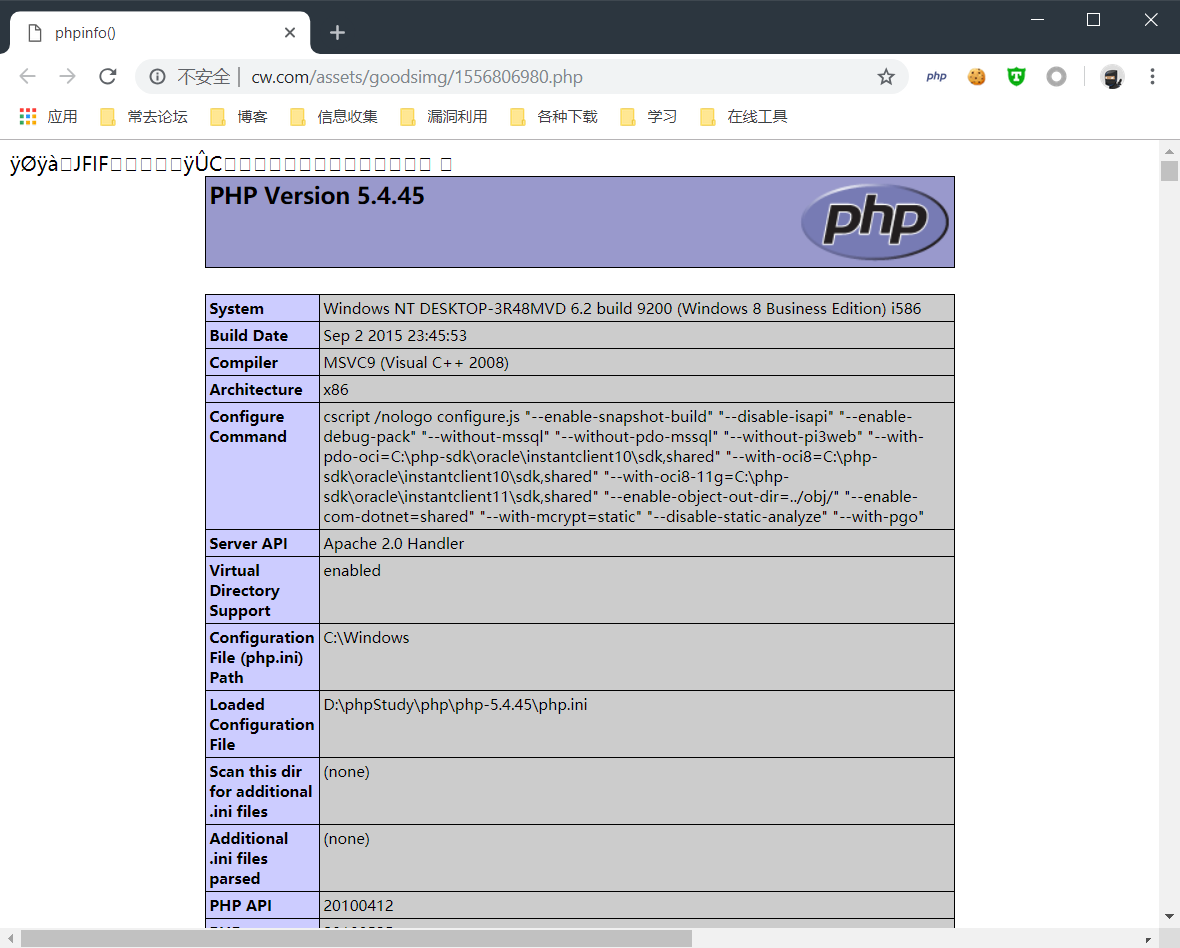 phpinfo()
不安全 | cw.com/assets/goodsimg/1556806980.php
php
T
应用 常去论坛 博客 信息收集 漏洞利用 各种下载 学习 在线工具
ÿØÿàJFIFÿÛC
PHP Version 5.4.45
php
System Windows NT DESKTOP-3R48MVD 6.2 build 9200 (Windows 8 Business Edition) i586
Build Date Sep 2 2015 23:45:53
Compiler MSVC9 (Visual C++ 2008)
Architecture x86
Configure cscript /nologo configure.js "--enable-snapshot-build" "--disable-isapi" "--enable-
Command debug-pack" "--without-mssql" "--without-pdo-mssql" "--without-pi3web" "--with-
pdo-oci=C:\php-sdk\oracle\instantclient10\sdk,shared" "--with-oci8=C:\php-
sdk\oracle\instantclient10\sdk,shared" "--with-oci8-11g=C:\php-
sdk\oracle\instantclient11\sdk,shared" "--enable-object-out-dir=../obj/" "--enable-
com-dotnet=shared" "--with-mcrypt=static" "--disable-static-analyze" "--with-pgo"
Server API Apache 2.0 Handler
Virtual enabled
Directory
Support
Configuration C:\Windows
File (php.ini)
Path
Loaded D:\phpStudy\php\php-5.4.45\php.ini
Configuration
File
Scan this dir (none)
for additional
.ini files
Additional (none)
.ini files
parsed
PHP API 20100412